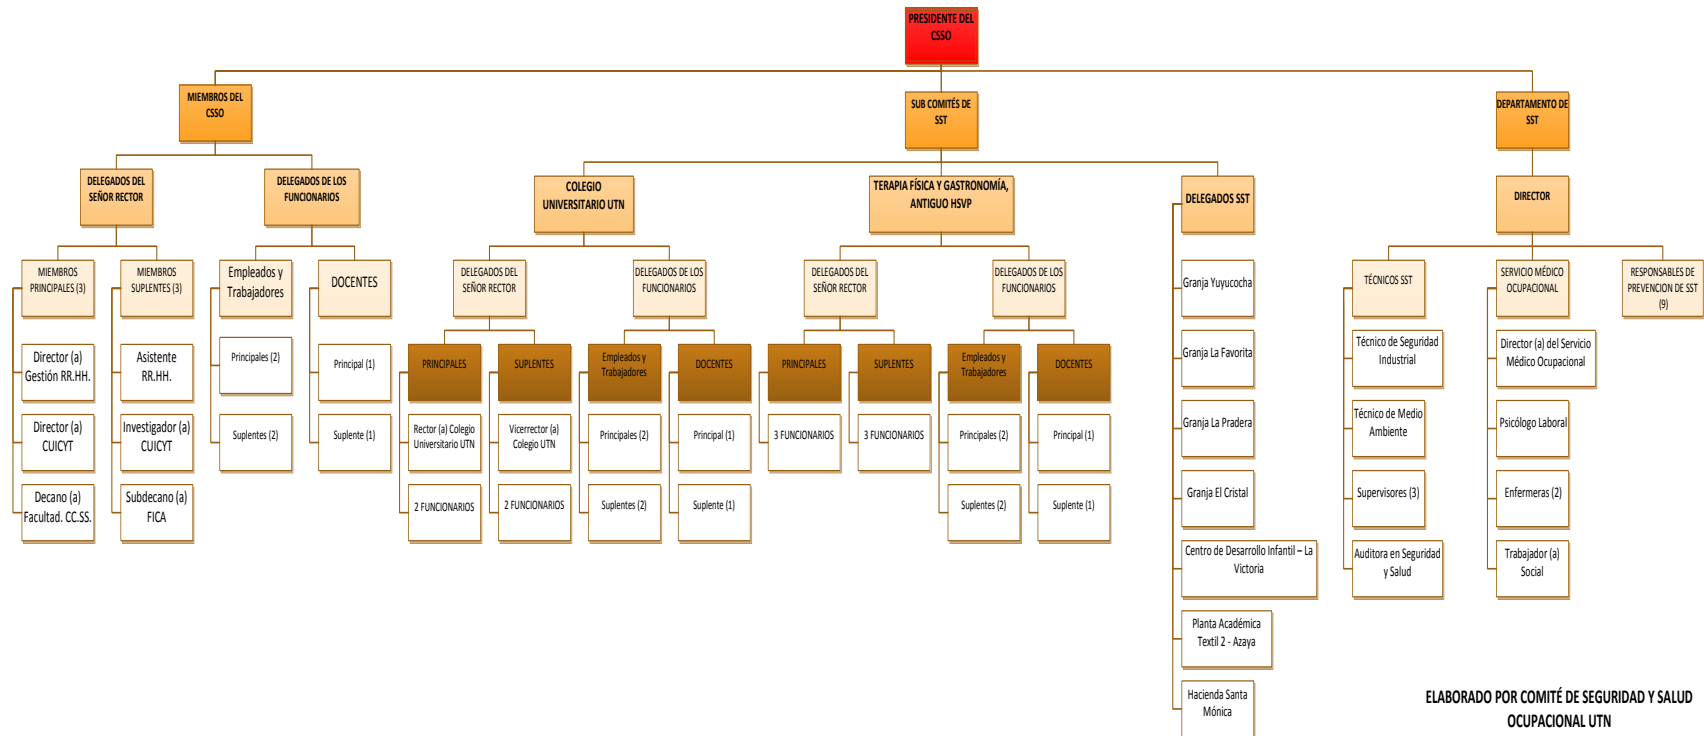 PRESIDENTE DEL
CSSO
MIEMBROS DEL
CSSO
SUB COMITÉS DE
SST
DEPARTAMENTO DE
SST
DELEGADOS DEL
SEÑOR RECTOR
DELEGADOS DE LOS
FUNCIONARIOS
COLEGIO
UNIVERSITARIO UTN
TERAPIA FÍSICA Y GASTRONOMÍA,
ANTIGUO HSVP
DELEGADOS SST
DIRECTOR
MIEMBROS
PRINCIPALES (3)
MIEMBROS
SUPLENTES (3)
Empleados y
Trabajadores
DOCENTES
DELEGADOS DEL
SEÑOR RECTOR
DELEGADOS DE LOS
FUNCIONARIOS
DELEGADOS DEL
SEÑOR RECTOR
DELEGADOS DE LOS
FUNCIONARIOS
Granja Yuyucocha
TÉCNICOS SST
SERVICIO MÉDICO
OCUPACIONAL
RESPONSABLES DE
PREVENCION DE SST
(9)
Director (a)
Gestión RR.HH.
Asistente
RR.HH.
Principales (2)
Principal (1)
PRINCIPALES
SUPLENTES
Empleados y
Trabajadores
DOCENTES
PRINCIPALES
SUPLENTES
Empleados y
Trabajadores
DOCENTES
Granja La Favorita
Técnico de Seguridad
Industrial
Director (a) del Servicio
Médico Ocupacional
Director (a)
CUICYT
Investigador (a)
CUICYT
Suplentes (2)
Suplente (1)
Rector (a) Colegio
Universitario UTN
Vicerrector (a)
Colegio UTN
Principales (2)
Principal (1)
3 FUNCIONARIOS
3 FUNCIONARIOS
Principales (2)
Principal (1)
Granja La Pradera
Técnico de Medio
Ambiente
Psicólogo Laboral
Decano (a)
Facultad. CC.SS.
Subdecano (a)
FICA
2 FUNCIONARIOS
2 FUNCIONARIOS
Suplentes (2)
Suplente (1)
Suplentes (2)
Suplente (1)
Granja El Cristal
Supervisores (3)
Enfermeras (2)
Centro de Desarrollo Infantil – La
Victoria
Auditora en Seguridad
y Salud
Trabajador (a)
Social
Planta Académica
Textil 2 - Azaya
Hacienda Santa
Mónica
ELABORADO POR COMITÉ DE SEGURIDAD Y SALUD
OCUPACIONAL UTN